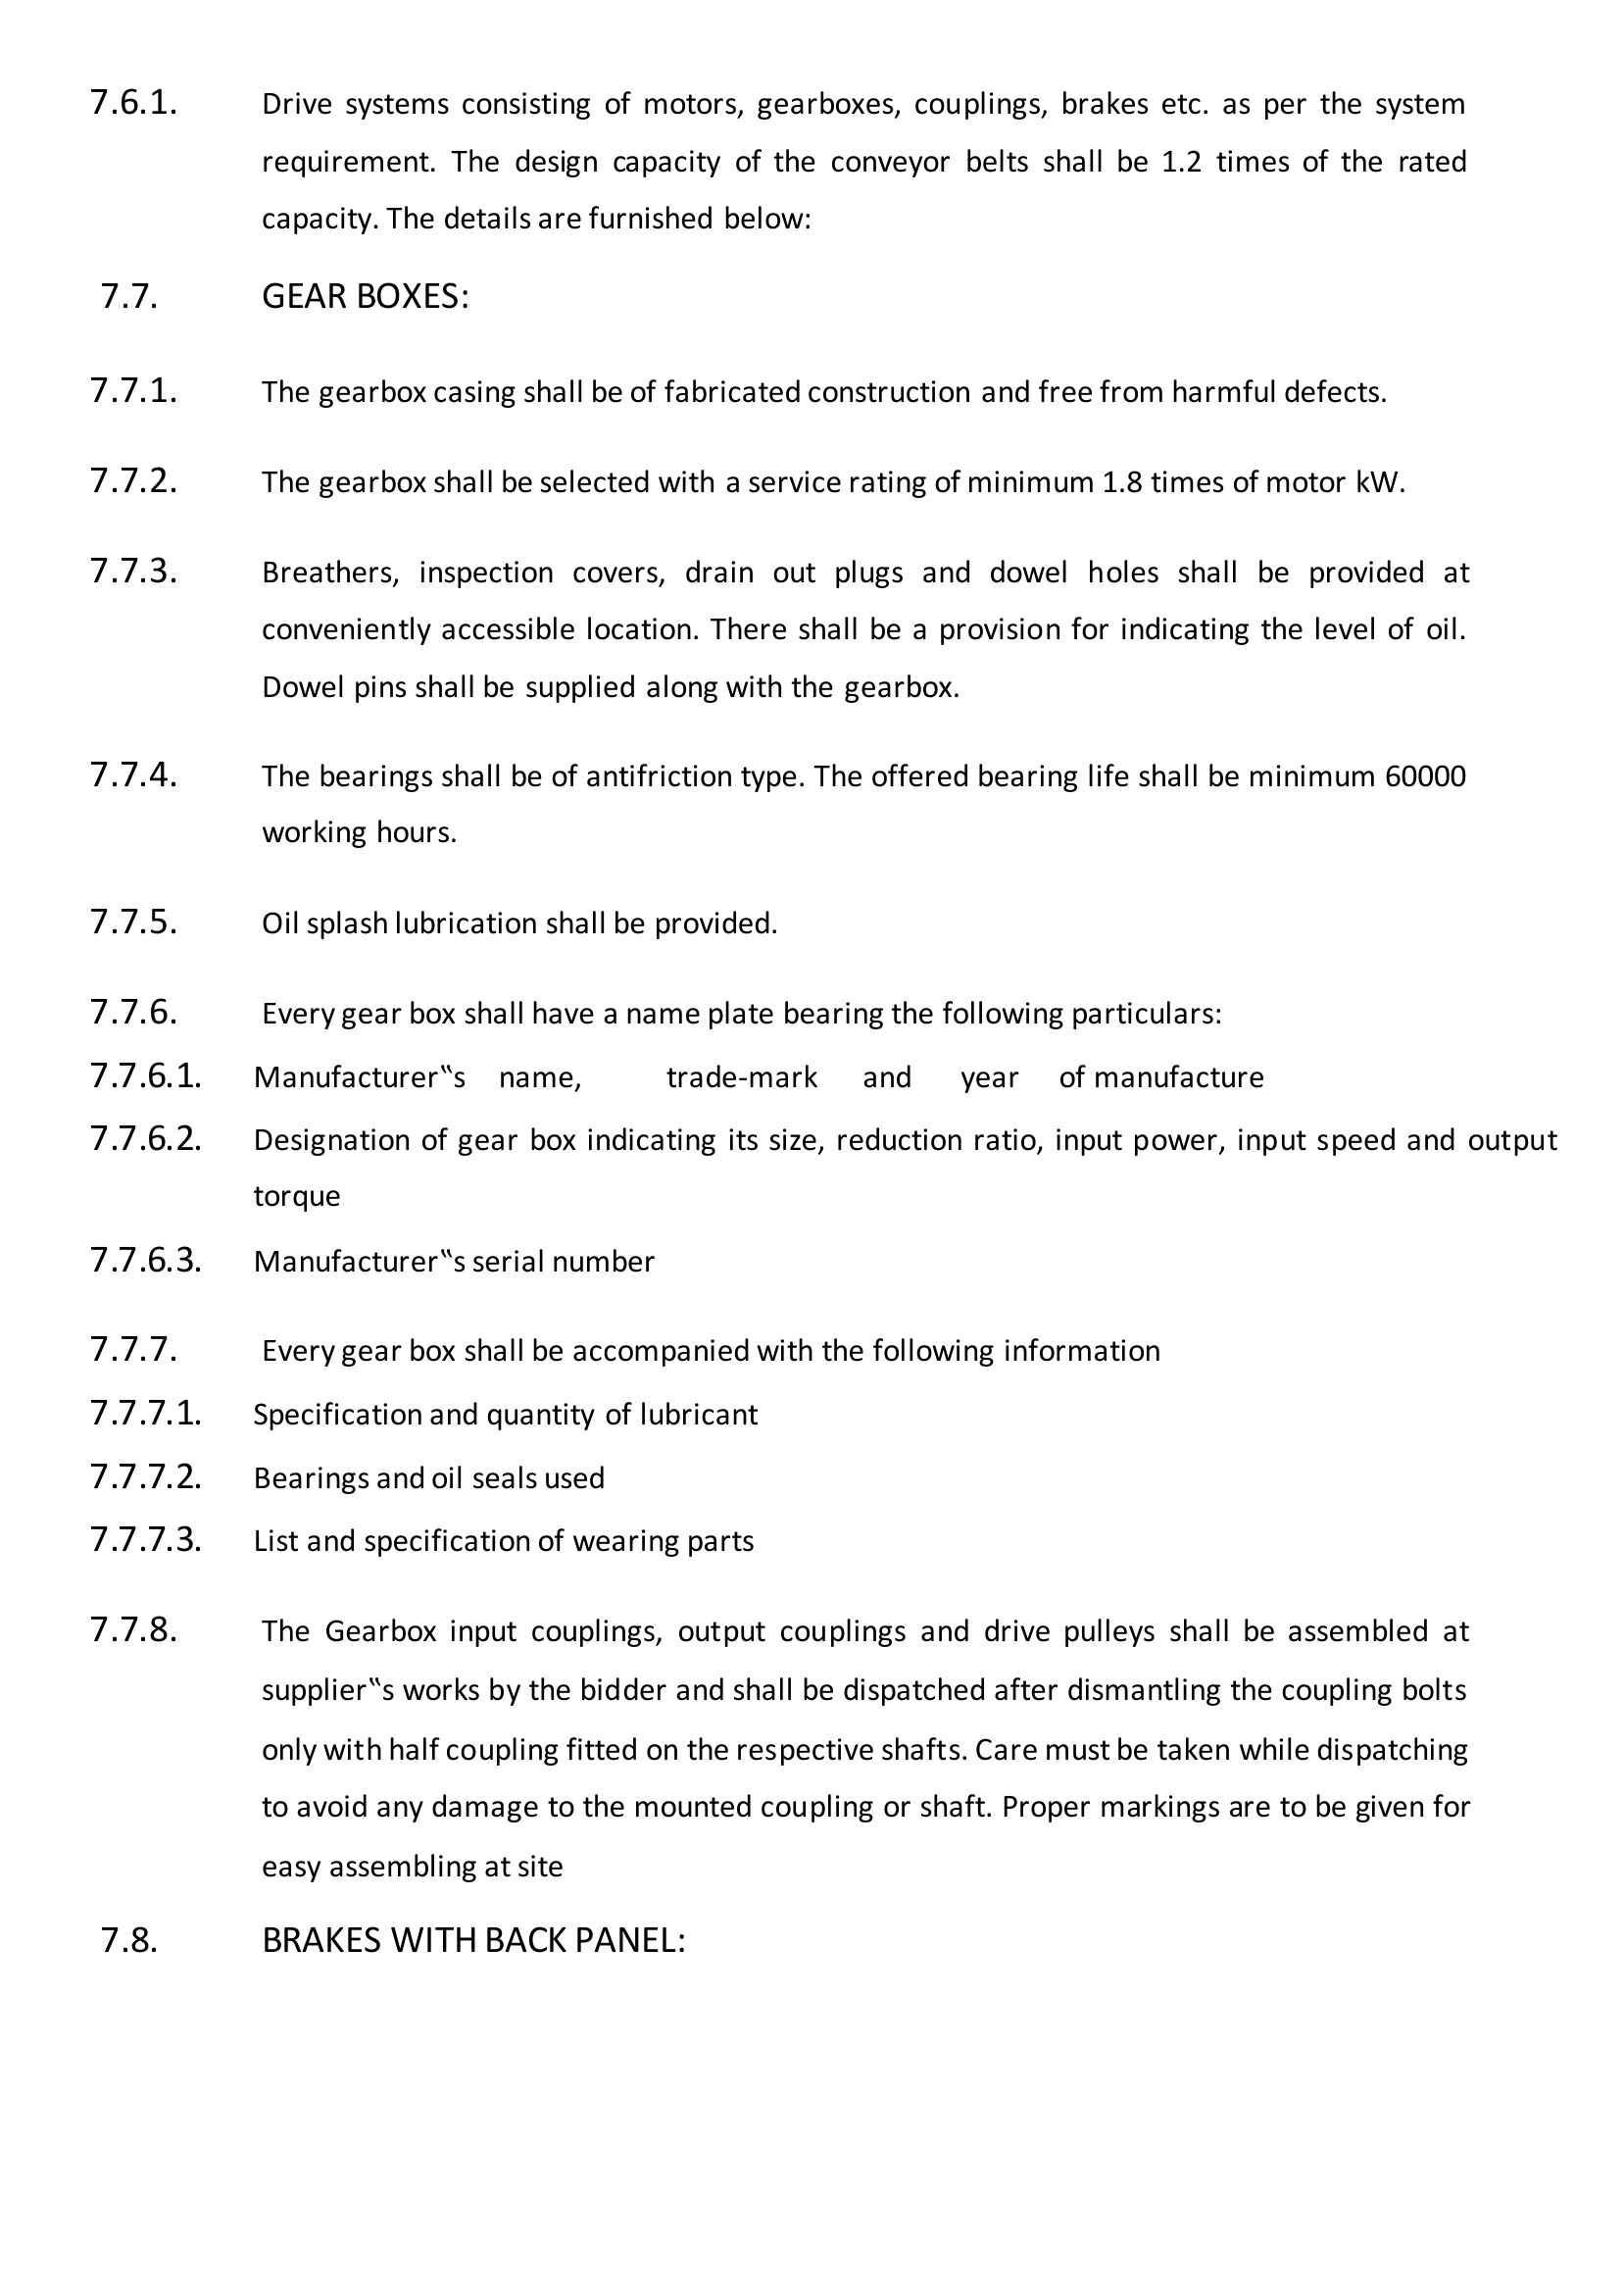 7.6.1. Drive systems consisting of motors, gearboxes, couplings, brakes etc. as per the system
requirement. The design capacity of the conveyor belts shall be 1.2 times of the rated
capacity. The details are furnished below:
7.7. GEAR BOXES:
7.7.1. The gearbox casing shall be of fabricated construction and free from harmful defects.
7.7.2. The gearbox shall be selected with a service rating of minimum 1.8 times of motor kW.
7.7.3. Breathers, inspection covers, drain out plugs and dowel holes shall be provided at
conveniently accessible location. There shall be a provision for indicating the level of oil.
Dowel pins shall be supplied along with the gearbox.
7.7.4. The bearings shall be of antifriction type. The offered bearing life shall be minimum 60000
working hours.
7.7.5. Oil splash lubrication shall be provided.
7.7.6. Every gear box shall have a name plate bearing the following particulars:
7.7.6.1. Manufacturer‟s name, trade-mark and year of manufacture
7.7.6.2. Designation of gear box indicating its size, reduction ratio, input power, input speed and output
torque
7.7.6.3. Manufacturer‟s serial number
7.7.7. Every gear box shall be accompanied with the following information
7.7.7.1. Specification and quantity of lubricant
7.7.7.2. Bearings and oil seals used
7.7.7.3. List and specification of wearing parts
7.7.8. The Gearbox input couplings, output couplings and drive pulleys shall be assembled at
supplier‟s works by the bidder and shall be dispatched after dismantling the coupling bolts
only with half coupling fitted on the respective shafts. Care must be taken while dispatching
to avoid any damage to the mounted coupling or shaft. Proper markings are to be given for
easy assembling at site
7.8. BRAKES WITH BACK PANEL: